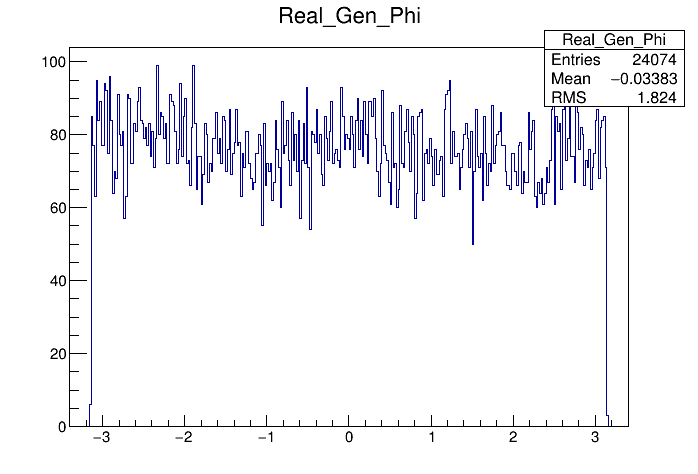 Real_Gen_Phi
Real_Gen_Phi
Entries 24074
Mean −0.03383
RMS 1.824
100
80
60
40
20
0
−3 −2 −1 0 1 2 3